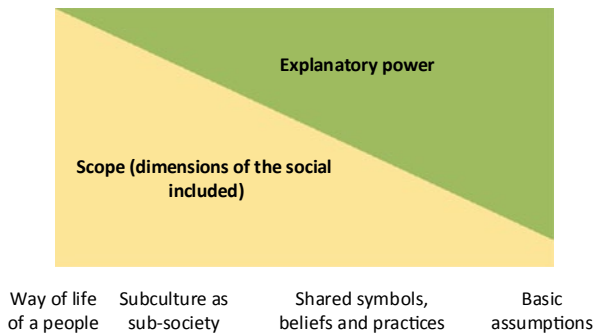 Explanatory power
Scope (dimensions of the social
included)
Way of life
of a people
Subculture as
sub-society
Shared symbols,
beliefs and practices
Basic
assumptions